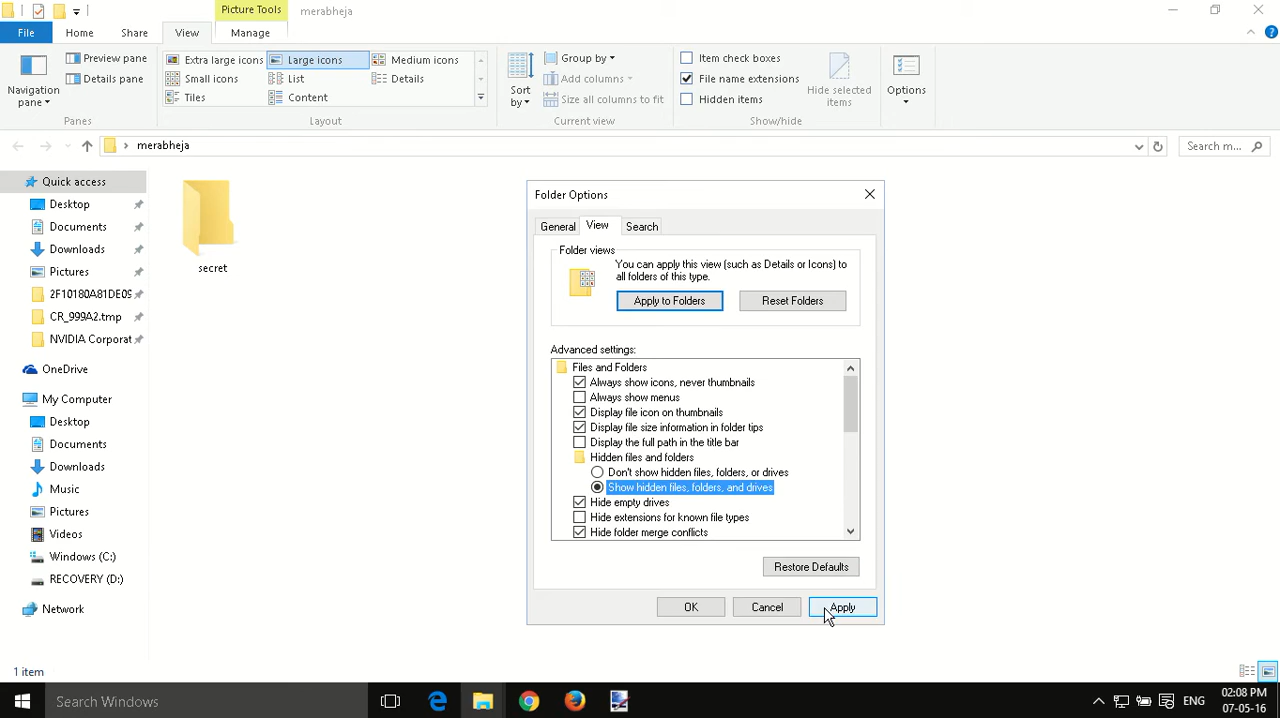 Picture Tools
merabheja
File
Home
Share
View
Manage
Navigation pane
Preview pane
Details pane
Panes
Extra large icons
Large icons
Medium icons
Small icons
List
Details
Tiles
Content
Layout
Sort by
Group by
Add columns
Size all columns to fit
Current view
Item check boxes
File name extensions
Hidden items
Hide selected items
Show/hide
Options
merabheja
Search m...
Quick access
Desktop
Documents
Downloads
Pictures
2F10180A81DE09
CR_999A2.tmp
NVIDIA Corporat
OneDrive
My Computer
Desktop
Documents
Downloads
Music
Pictures
Videos
Windows (C:)
RECOVERY (D:)
Network
secret
Folder Options
General
View
Search
Folder views
You can apply this view (such as Details or Icons) to
all folders of this type.
Apply to Folders
Reset Folders
Advanced settings:
Files and Folders
Always show icons, never thumbnails
Always show menus
Display file icon on thumbnails
Display file size information in folder tips
Display the full path in the title bar
Hidden files and folders
Don't show hidden files, folders, or drives
Show hidden files, folders, and drives
Hide empty drives
Hide extensions for known file types
Hide folder merge conflicts
Restore Defaults
OK
Cancel
Apply
1 item
Search Windows
ENG
02:08 PM
07-05-16